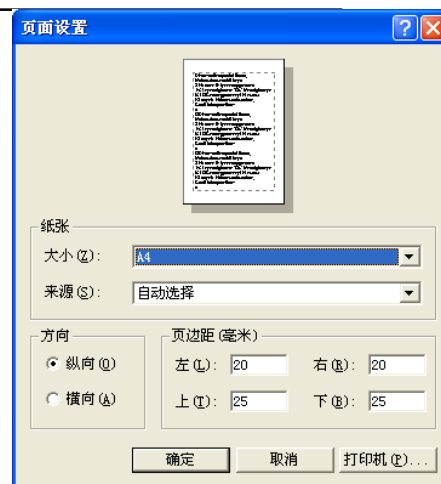 页面设置
纸张
大小(Z):
A4
来源(S):
自动选择
方向
页边距(毫米)
纵向(O)
左(L): 20 右(R): 20
横向(A)
上(T): 25 下(B): 25
确定 取消 打印机(P)...